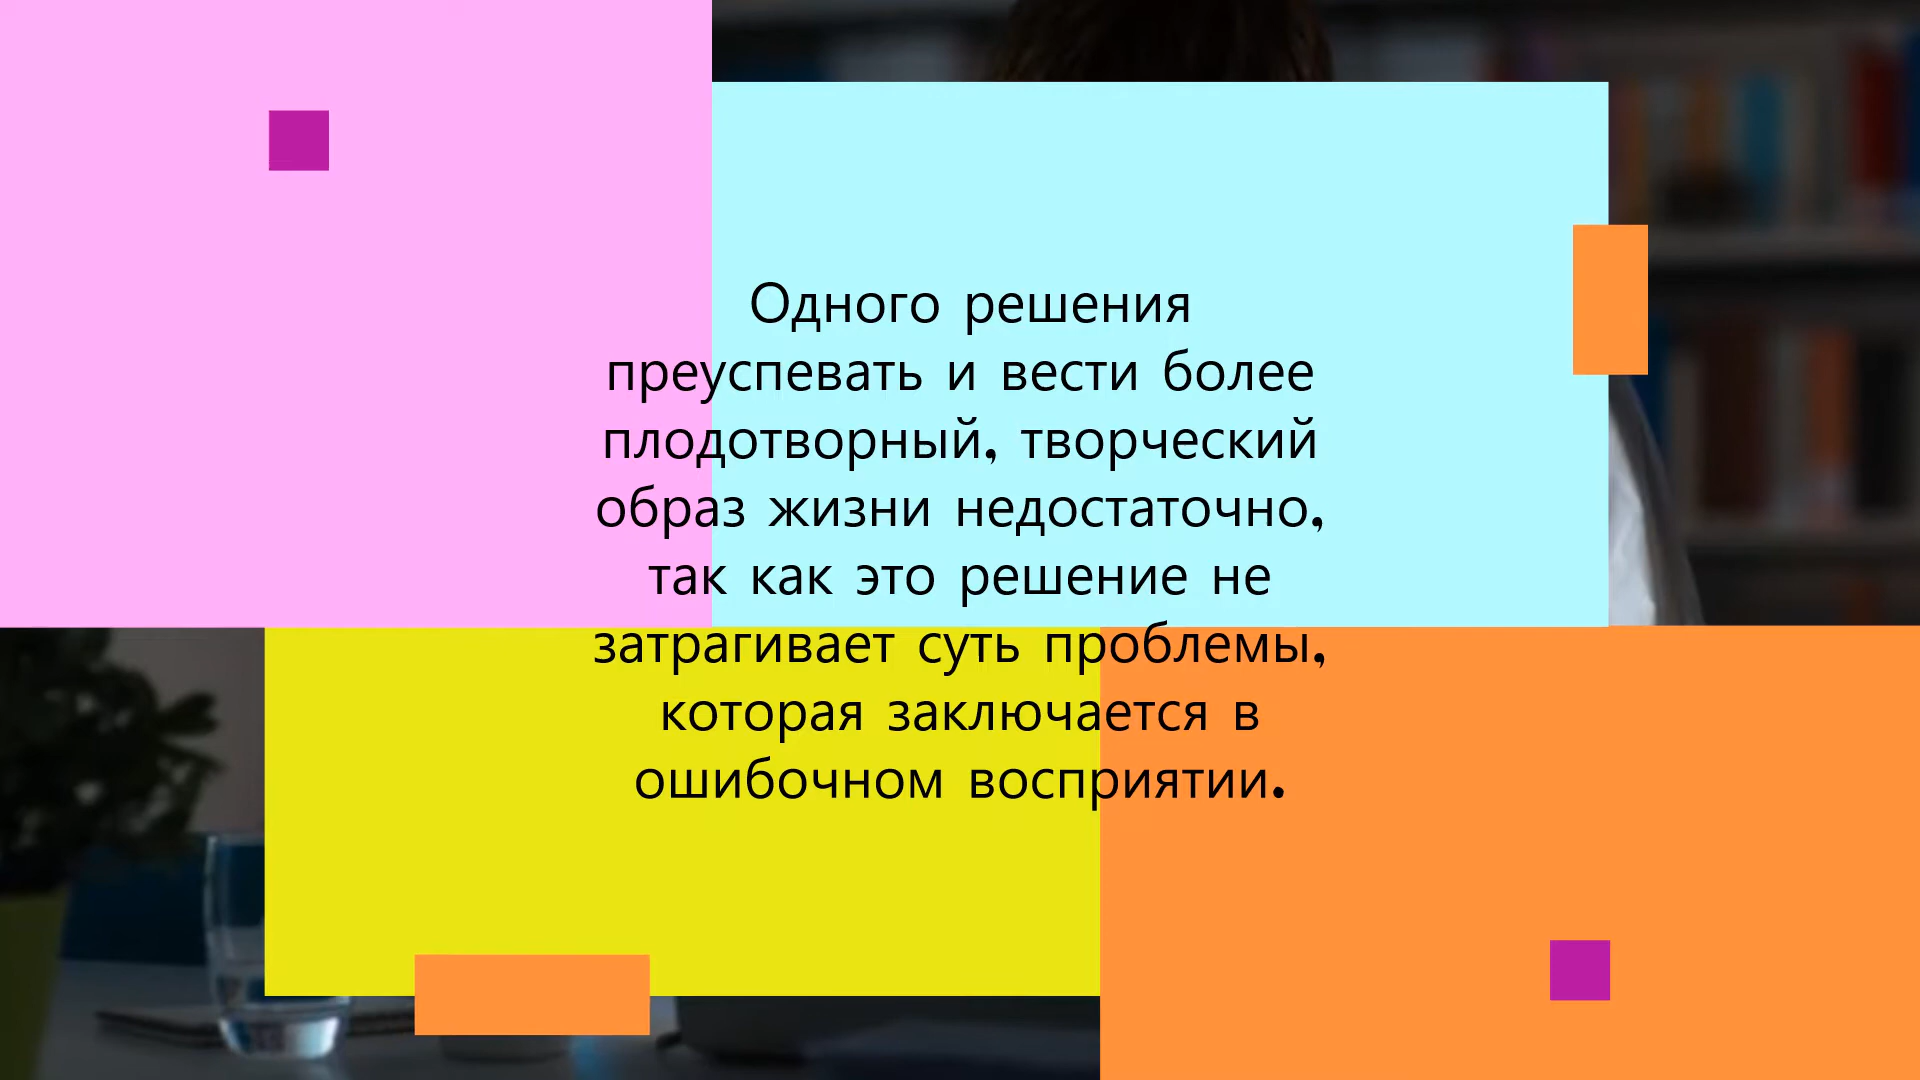 Одного решения
преуспевать и вести более
плодотворный, творческий
образ жизни недостаточно,
так как это решение не
затрагивает суть проблемы,
которая заключается в
ошибочном восприятии.